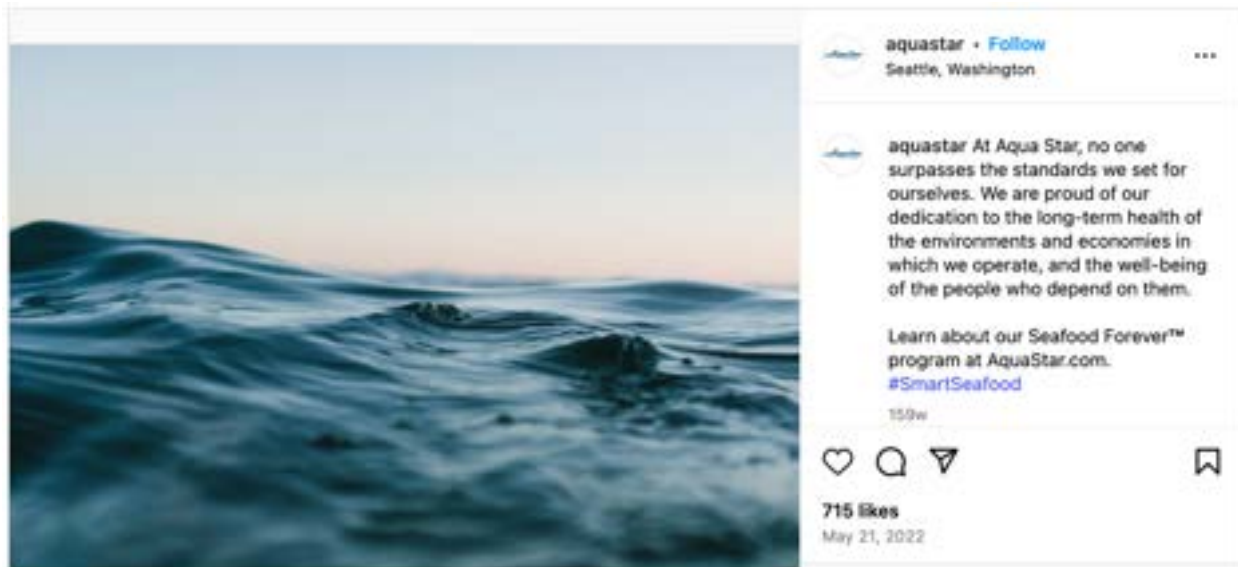 aquastar • Follow
Seattle, Washington
aquastar At Aqua Star, no one
surpasses the standards we set for
ourselves. We are proud of our
dedication to the long-term health of
the environments and economies in
which we operate, and the well-being
of the people who depend on them.
Learn about our Seafood Forever™
program at AquaStar.com.
#SmartSeafood
159w
715 likes
May 21, 2022